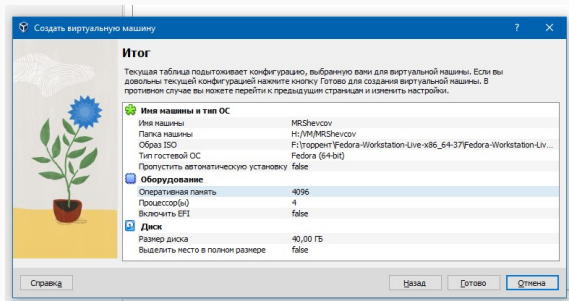 Создать виртуальную машину
? ×
Итог
Текущая таблица подытоживает конфигурацию, выбранную вами для виртуальной машины. Если вы
довольны текущей конфигурацией нажмите кнопку Готово для создания виртуальной машины. В
противном случае вы можете перейти к предыдущим страницам и изменить настройки.
Имя машины и тип ОС
Имя машины MRShevcov
Папка машины H:/VM/MRShevcov
Образ ISO F:\торрент\Fedora-Workstation-Live-x86_64-37\Fedora-Workstation-Liv...
Тип гостевой ОС Fedora (64-bit)
Пропустить автоматическую установку false
Оборудование
Оперативная память 4096
Процессор(ы) 4
Включить EFI false
Диск
Размер диска 40,00 ГБ
Выделить место в полном размере false
Справка Назад Готово Отмена